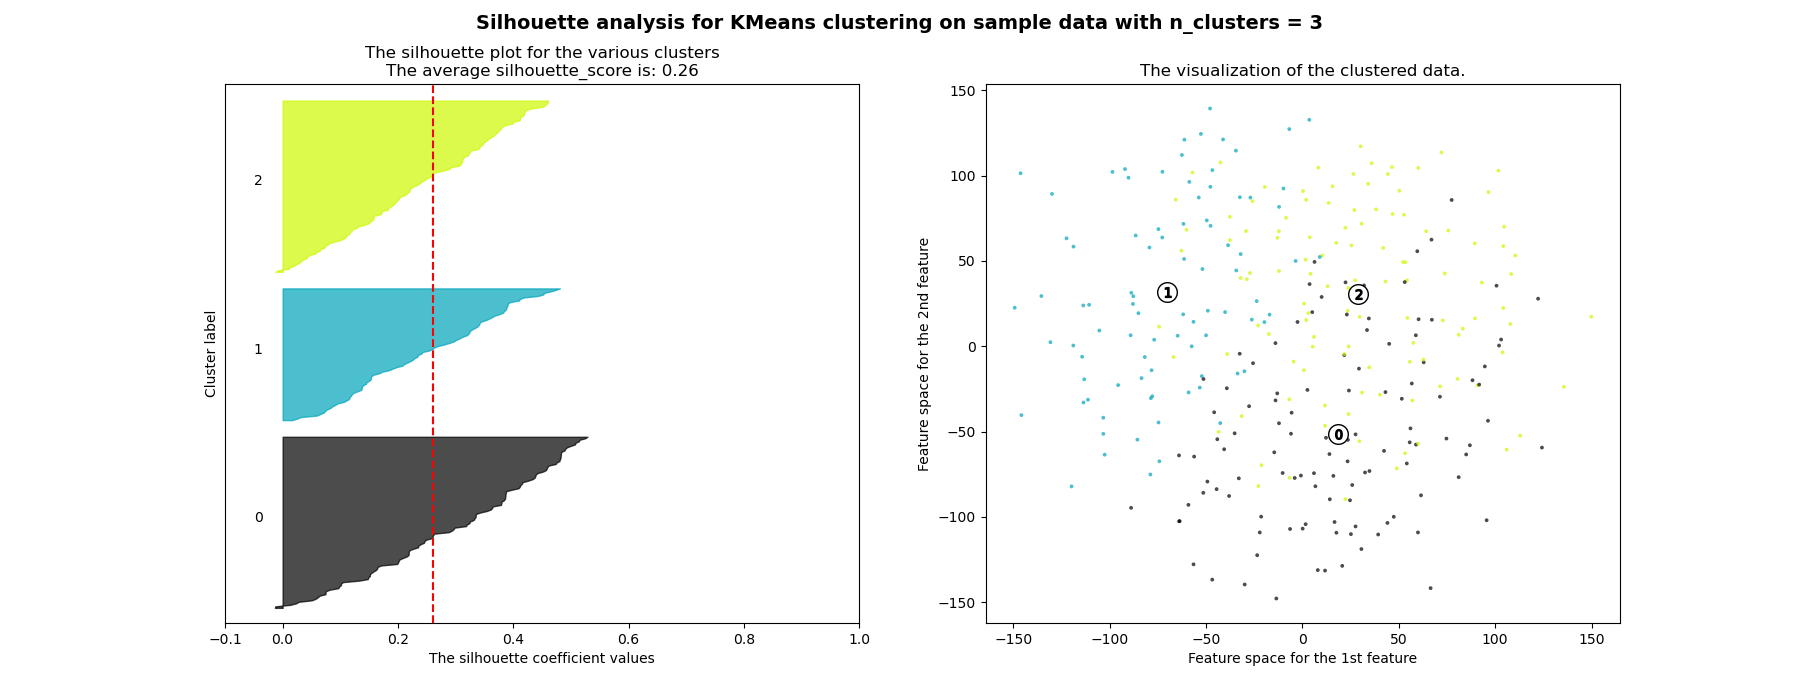 Silhouette analysis for KMeans clustering on sample data with n_clusters = 3
The silhouette plot for the various clusters
The average silhouette_score is: 0.26
2
1
0
Cluster label
−0.1 0.0 0.2 0.4 0.6 0.8 1.0
The silhouette coefficient values
The visualization of the clustered data.
150
100
50
0
−50
−100
−150
Feature space for the 2nd feature
1
2
0
−150 −100 −50 0 50 100 150
Feature space for the 1st feature